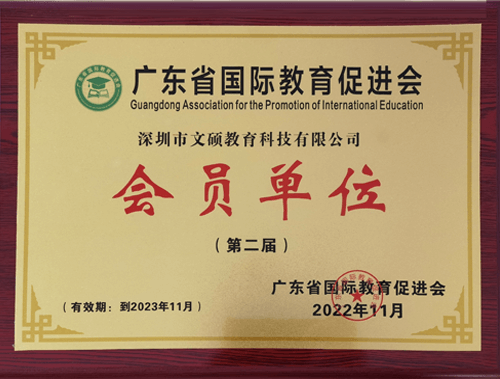 广东省国际教育促进会
Guangdong Association for the Promotion of International Education
深圳市文硕教育科技有限公司
会员单位
(第二届)
广东省国际教育促进会
(有效期：到2023年11月)
2022年11月